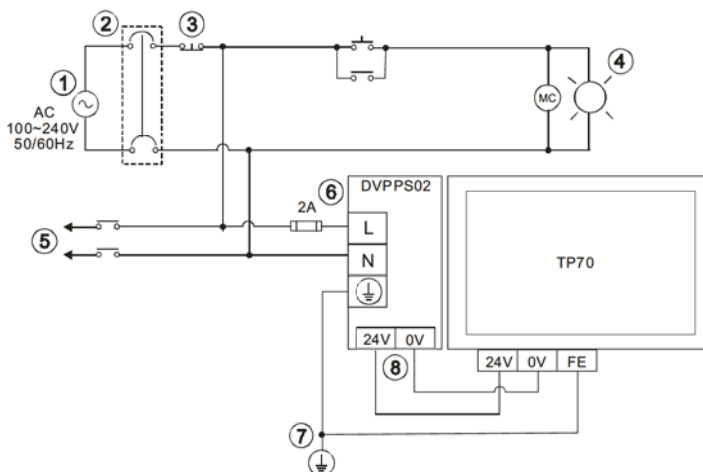 ②
③
①
④
AC
100~240V
50/60Hz
MC
⑥
DVPPS02
2A
L
⑤
N
TP70
24V 0V
⑧
24V 0V FE
⑦